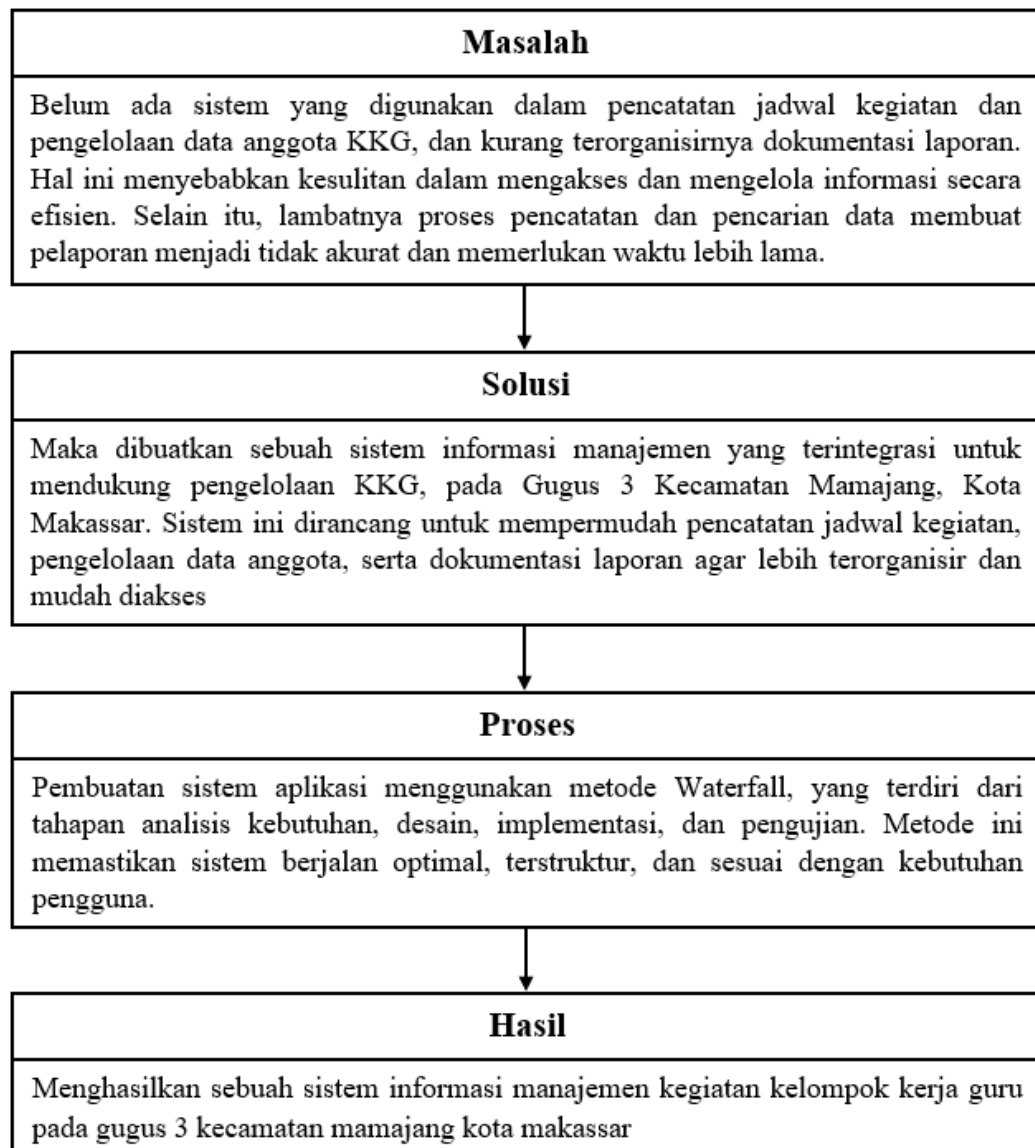 Masalah
Belum ada sistem yang digunakan dalam pencatatan jadwal kegiatan dan
pengelolaan data anggota KKG, dan kurang terorganisirnya dokumentasi laporan.
Hal ini menyebabkan kesulitan dalam mengakses dan mengelola informasi secara
efisien. Selain itu, lambatnya proses pencatatan dan pencarian data membuat
pelaporan menjadi tidak akurat dan memerlukan waktu lebih lama.
Solusi
Maka dibuatkan sebuah sistem informasi manajemen yang terintegrasi untuk
mendukung pengelolaan KKG, pada Gugus 3 Kecamatan Mamajang, Kota
Makassar. Sistem ini dirancang untuk mempermudah pencatatan jadwal kegiatan,
pengelolaan data anggota, serta dokumentasi laporan agar lebih terorganisir dan
mudah diakses
Proses
Pembuatan sistem aplikasi menggunakan metode Waterfall, yang terdiri dari
tahapan analisis kebutuhan, desain, implementasi, dan pengujian. Metode ini
memastikan sistem berjalan optimal, terstruktur, dan sesuai dengan kebutuhan
pengguna.
Hasil
Menghasilkan sebuah sistem informasi manajemen kegiatan kelompok kerja guru
pada gugus 3 kecamatan mamajang kota makassar